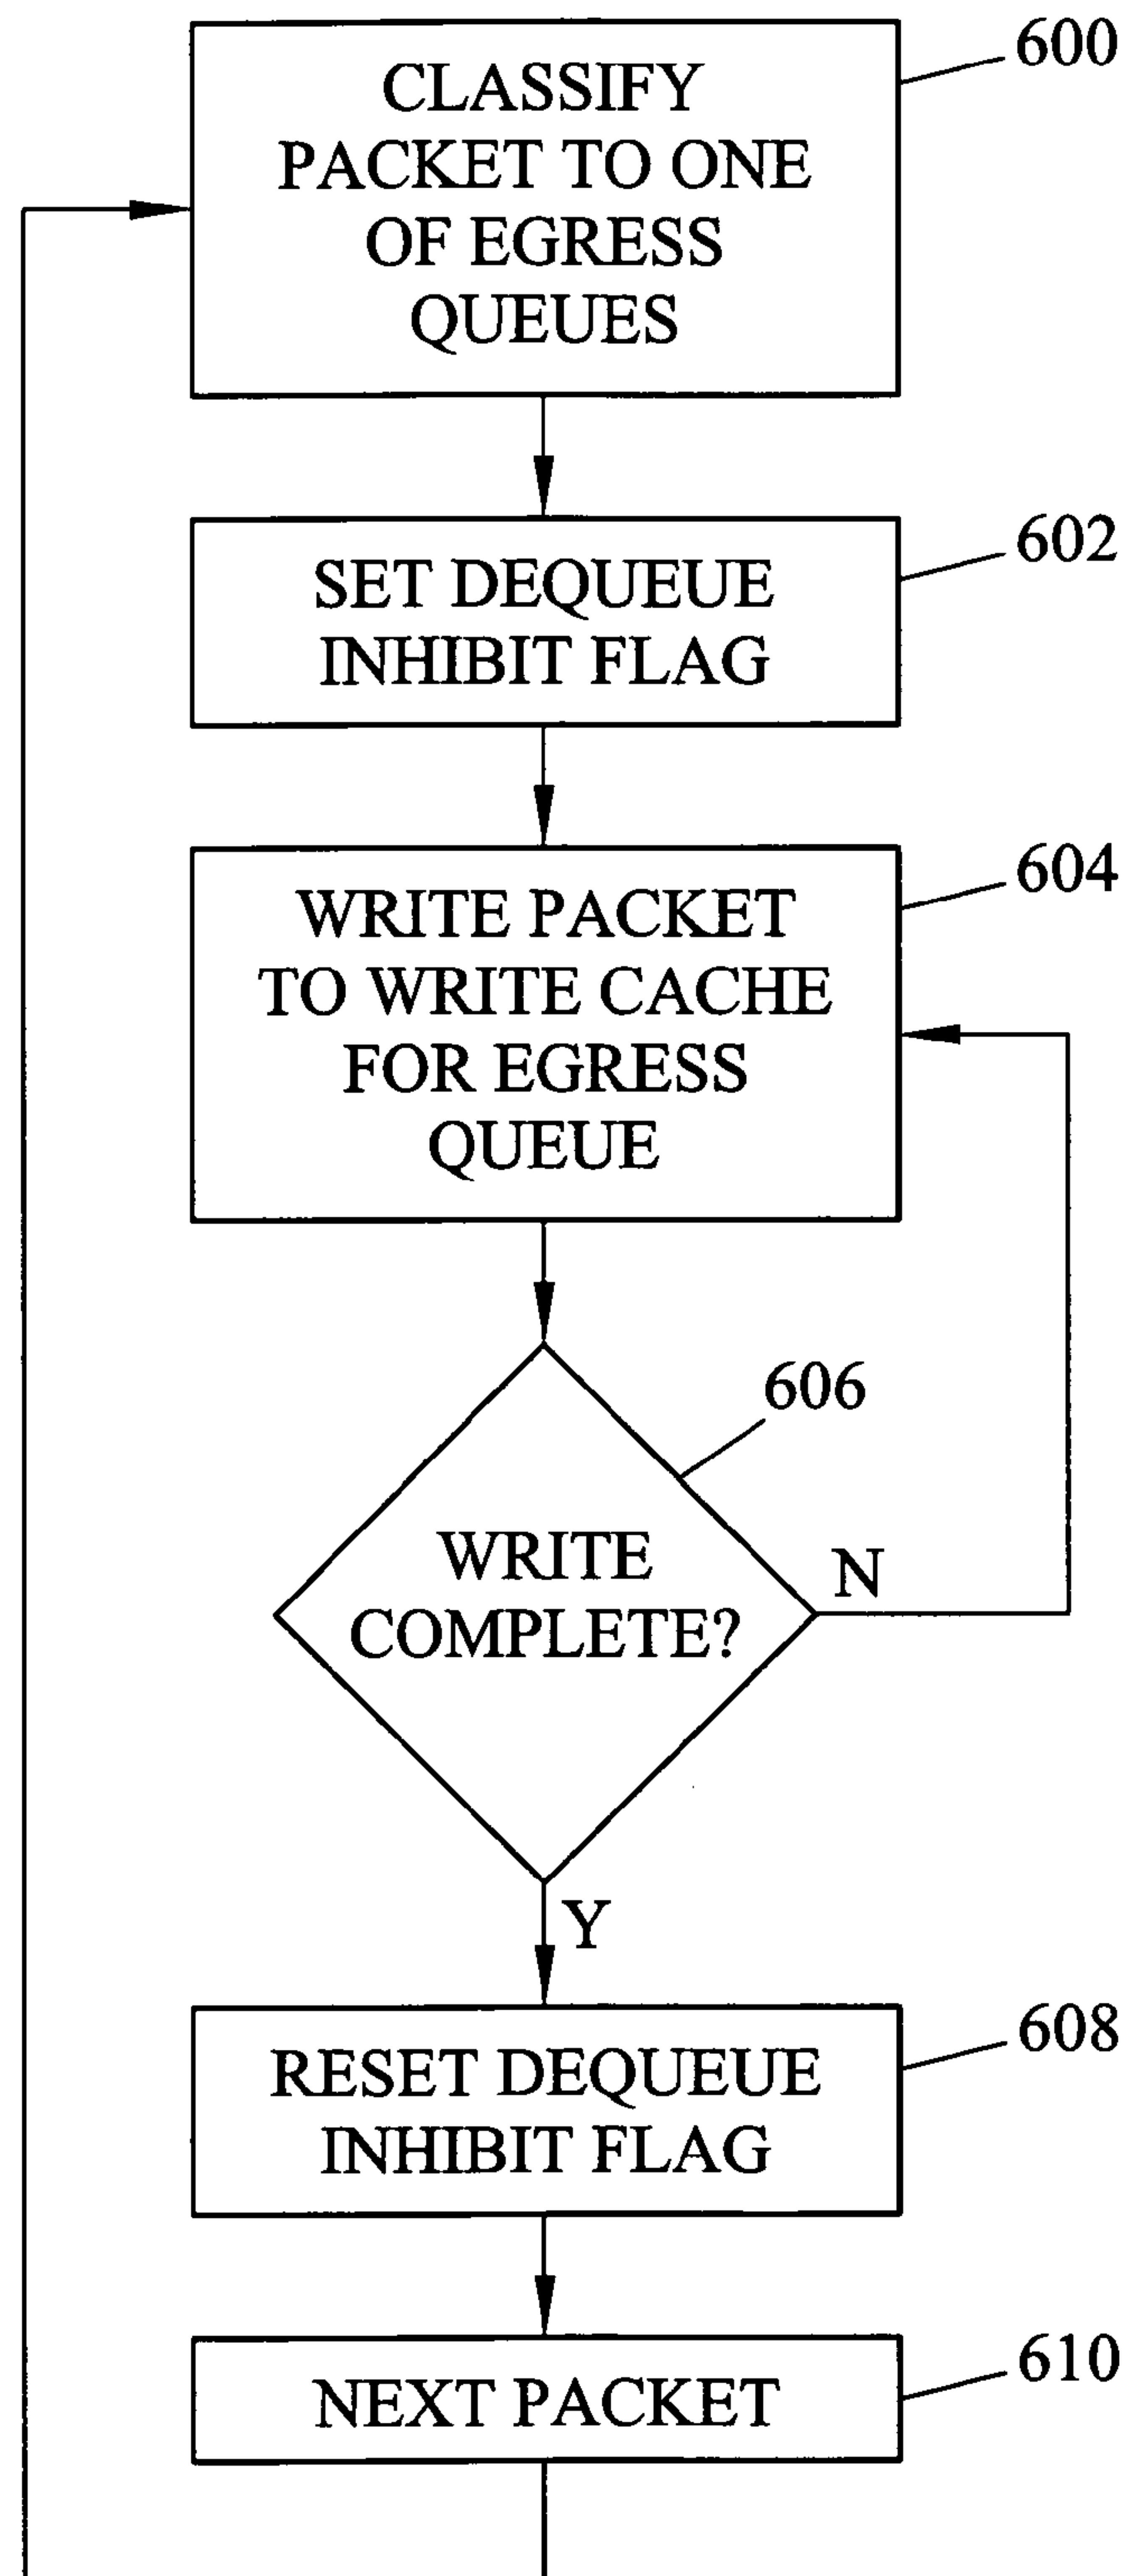 600
CLASSIFY
PACKET TO ONE
OF EGRESS
QUEUES
602
SET DEQUEUE
INHIBIT FLAG
604
WRITE PACKET
TO WRITE CACHE
FOR EGRESS
QUEUE
606
WRITE
COMPLETE?
N
Y
608
RESET DEQUEUE
INHIBIT FLAG
610
NEXT PACKET